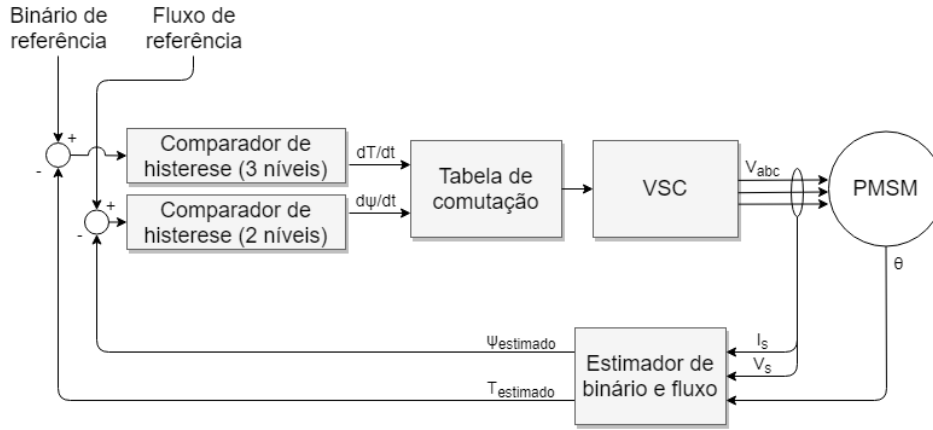 Binário de
referência
Fluxo de
referência
+
-
Comparador de
histerese (3 níveis)
dT/dt
+
-
Comparador de
histerese (2 níveis)
dψ/dt
Tabela de
comutação
VSC
Vabc
PMSM
θ
Ψestimado
Testimado
Estimador de
binário e fluxo
Is
Vs